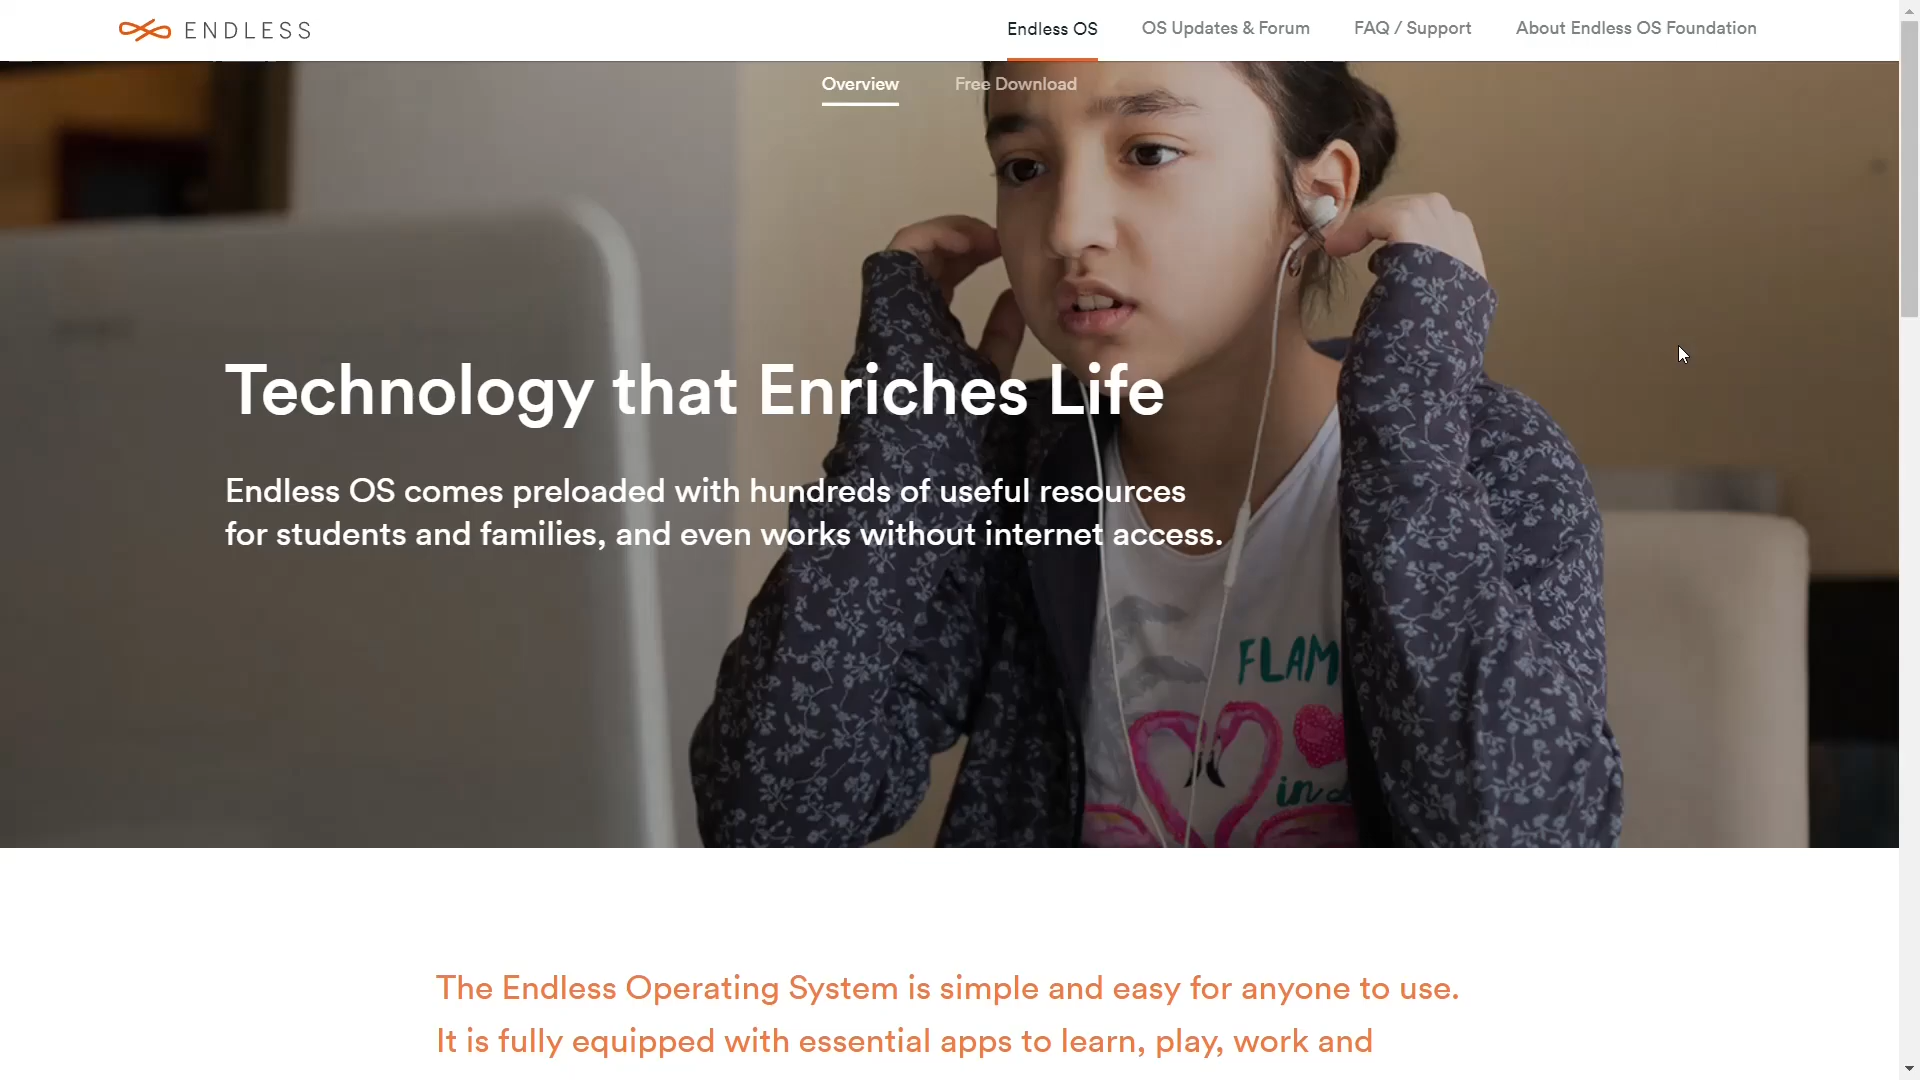 ENDLESS
Endless OS
OS Updates & Forum
FAQ / Support
About Endless OS Foundation
Overview
Free Download
Technology that Enriches Life
Endless OS comes preloaded with hundreds of useful resources
for students and families, and even works without internet access.
FLAM
in
The Endless Operating System is simple and easy for anyone to use.
It is fully equipped with essential apps to learn, play, work and